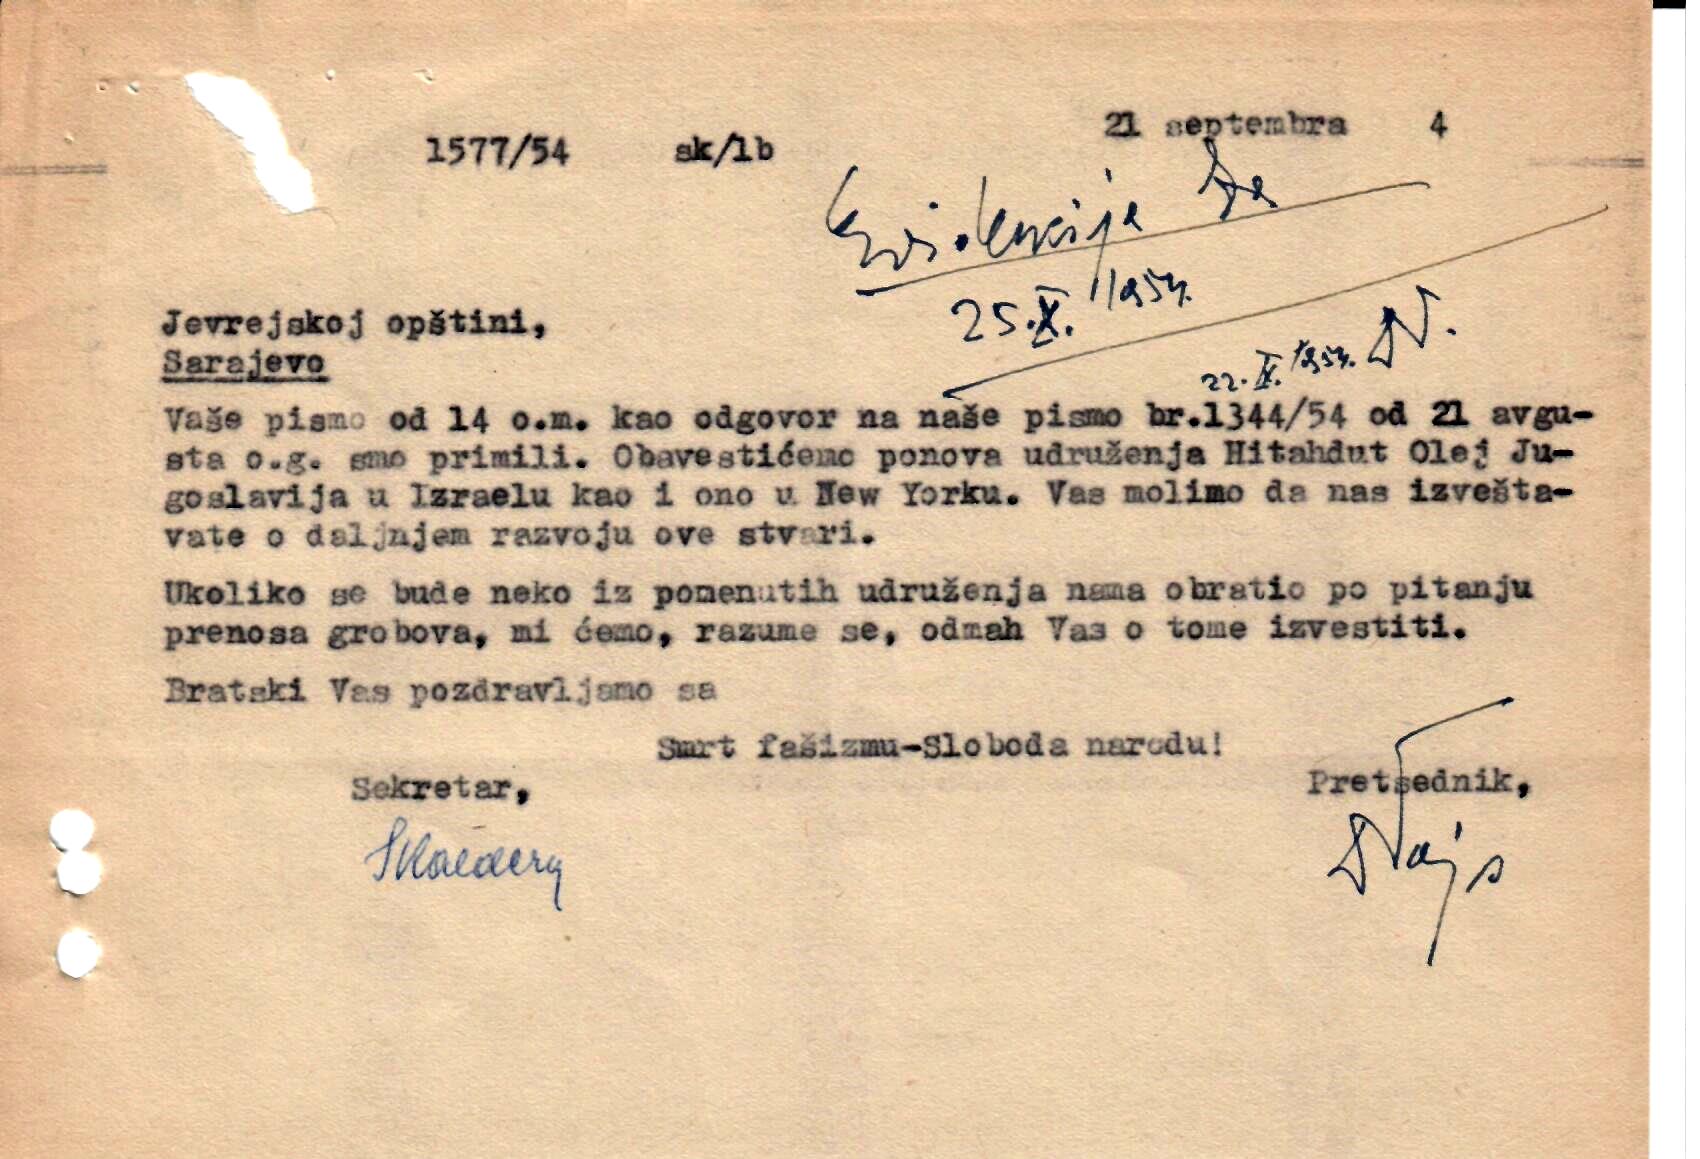 21 septembra 4
1577/54 sk/lb
Evidencija za
25.X.1954.
22.IX.1954.
Jevrejskoj opštini,
Sarajevo
Vaše pismo od 14 o.m. kao odgovor na naše pismo br.1344/54 od 21 avgu-
sta o.g. smo primili. Obavestićemo ponova udruženja Hitahdut Olej Ju-
goslavija u Izraelu kao i ono u New Yorku. Vas molimo da nas izvešta-
vate o daljnjem razvoju ove stvari.
Ukoliko se bude neko iz pomenutih udruženja nama obratio po pitanju
prenosa grobova, mi ćemo, razume se, odmah Vas o tome izvestiti.
Bratski Vas pozdravljamo sa
Smrt fašizmu-Sloboda narodu!
Sekretar,
Pretsednik,